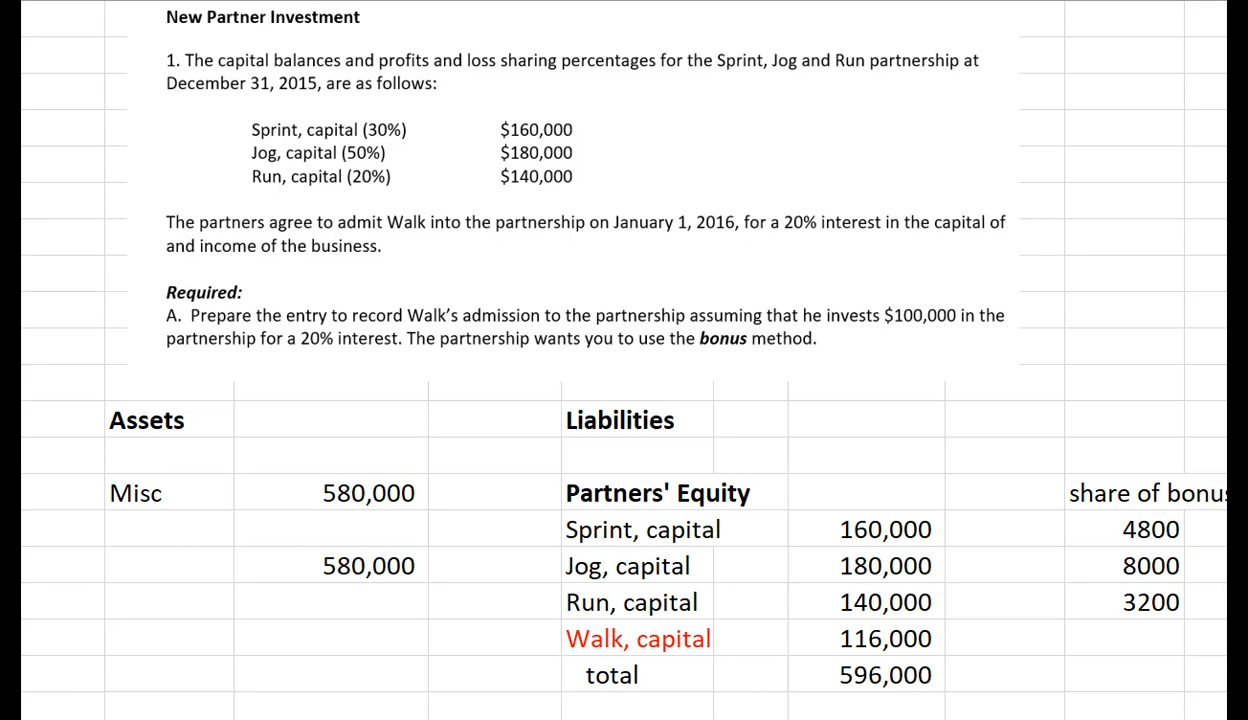 New Partner Investment
1. The capital balances and profits and loss sharing percentages for the Sprint, Jog and Run partnership at
December 31, 2015, are as follows:
Sprint, capital (30%) $160,000
Jog, capital (50%) $180,000
Run, capital (20%) $140,000
The partners agree to admit Walk into the partnership on January 1, 2016, for a 20% interest in the capital of
and income of the business.
Required:
A. Prepare the entry to record Walk's admission to the partnership assuming that he invests $100,000 in the
partnership for a 20% interest. The partnership wants you to use the bonus method.
Assets Liabilities
Misc 580,000 Partners' Equity share of bonus
Sprint, capital 160,000 4800
580,000 Jog, capital 180,000 8000
Run, capital 140,000 3200
Walk, capital 116,000
total 596,000